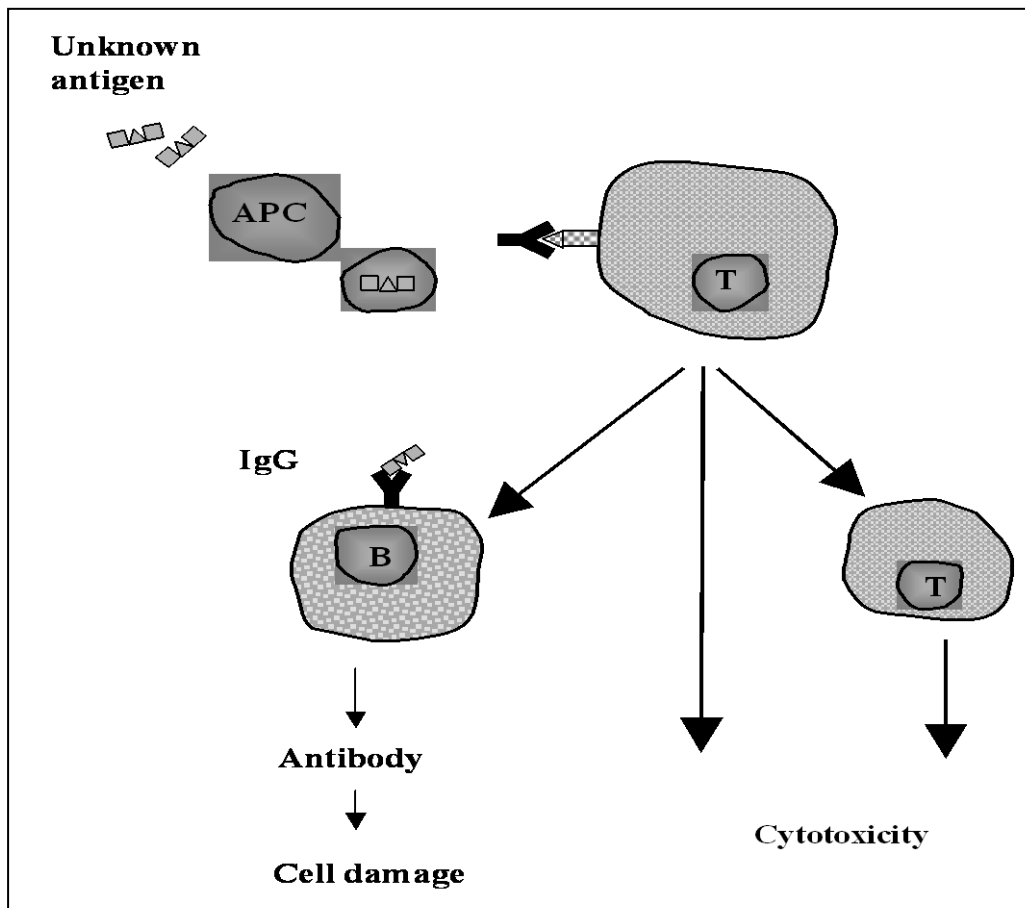 Unknown
antigen
APC
T
IgG
B
T
Antibody
Cytotoxicity
Cell damage